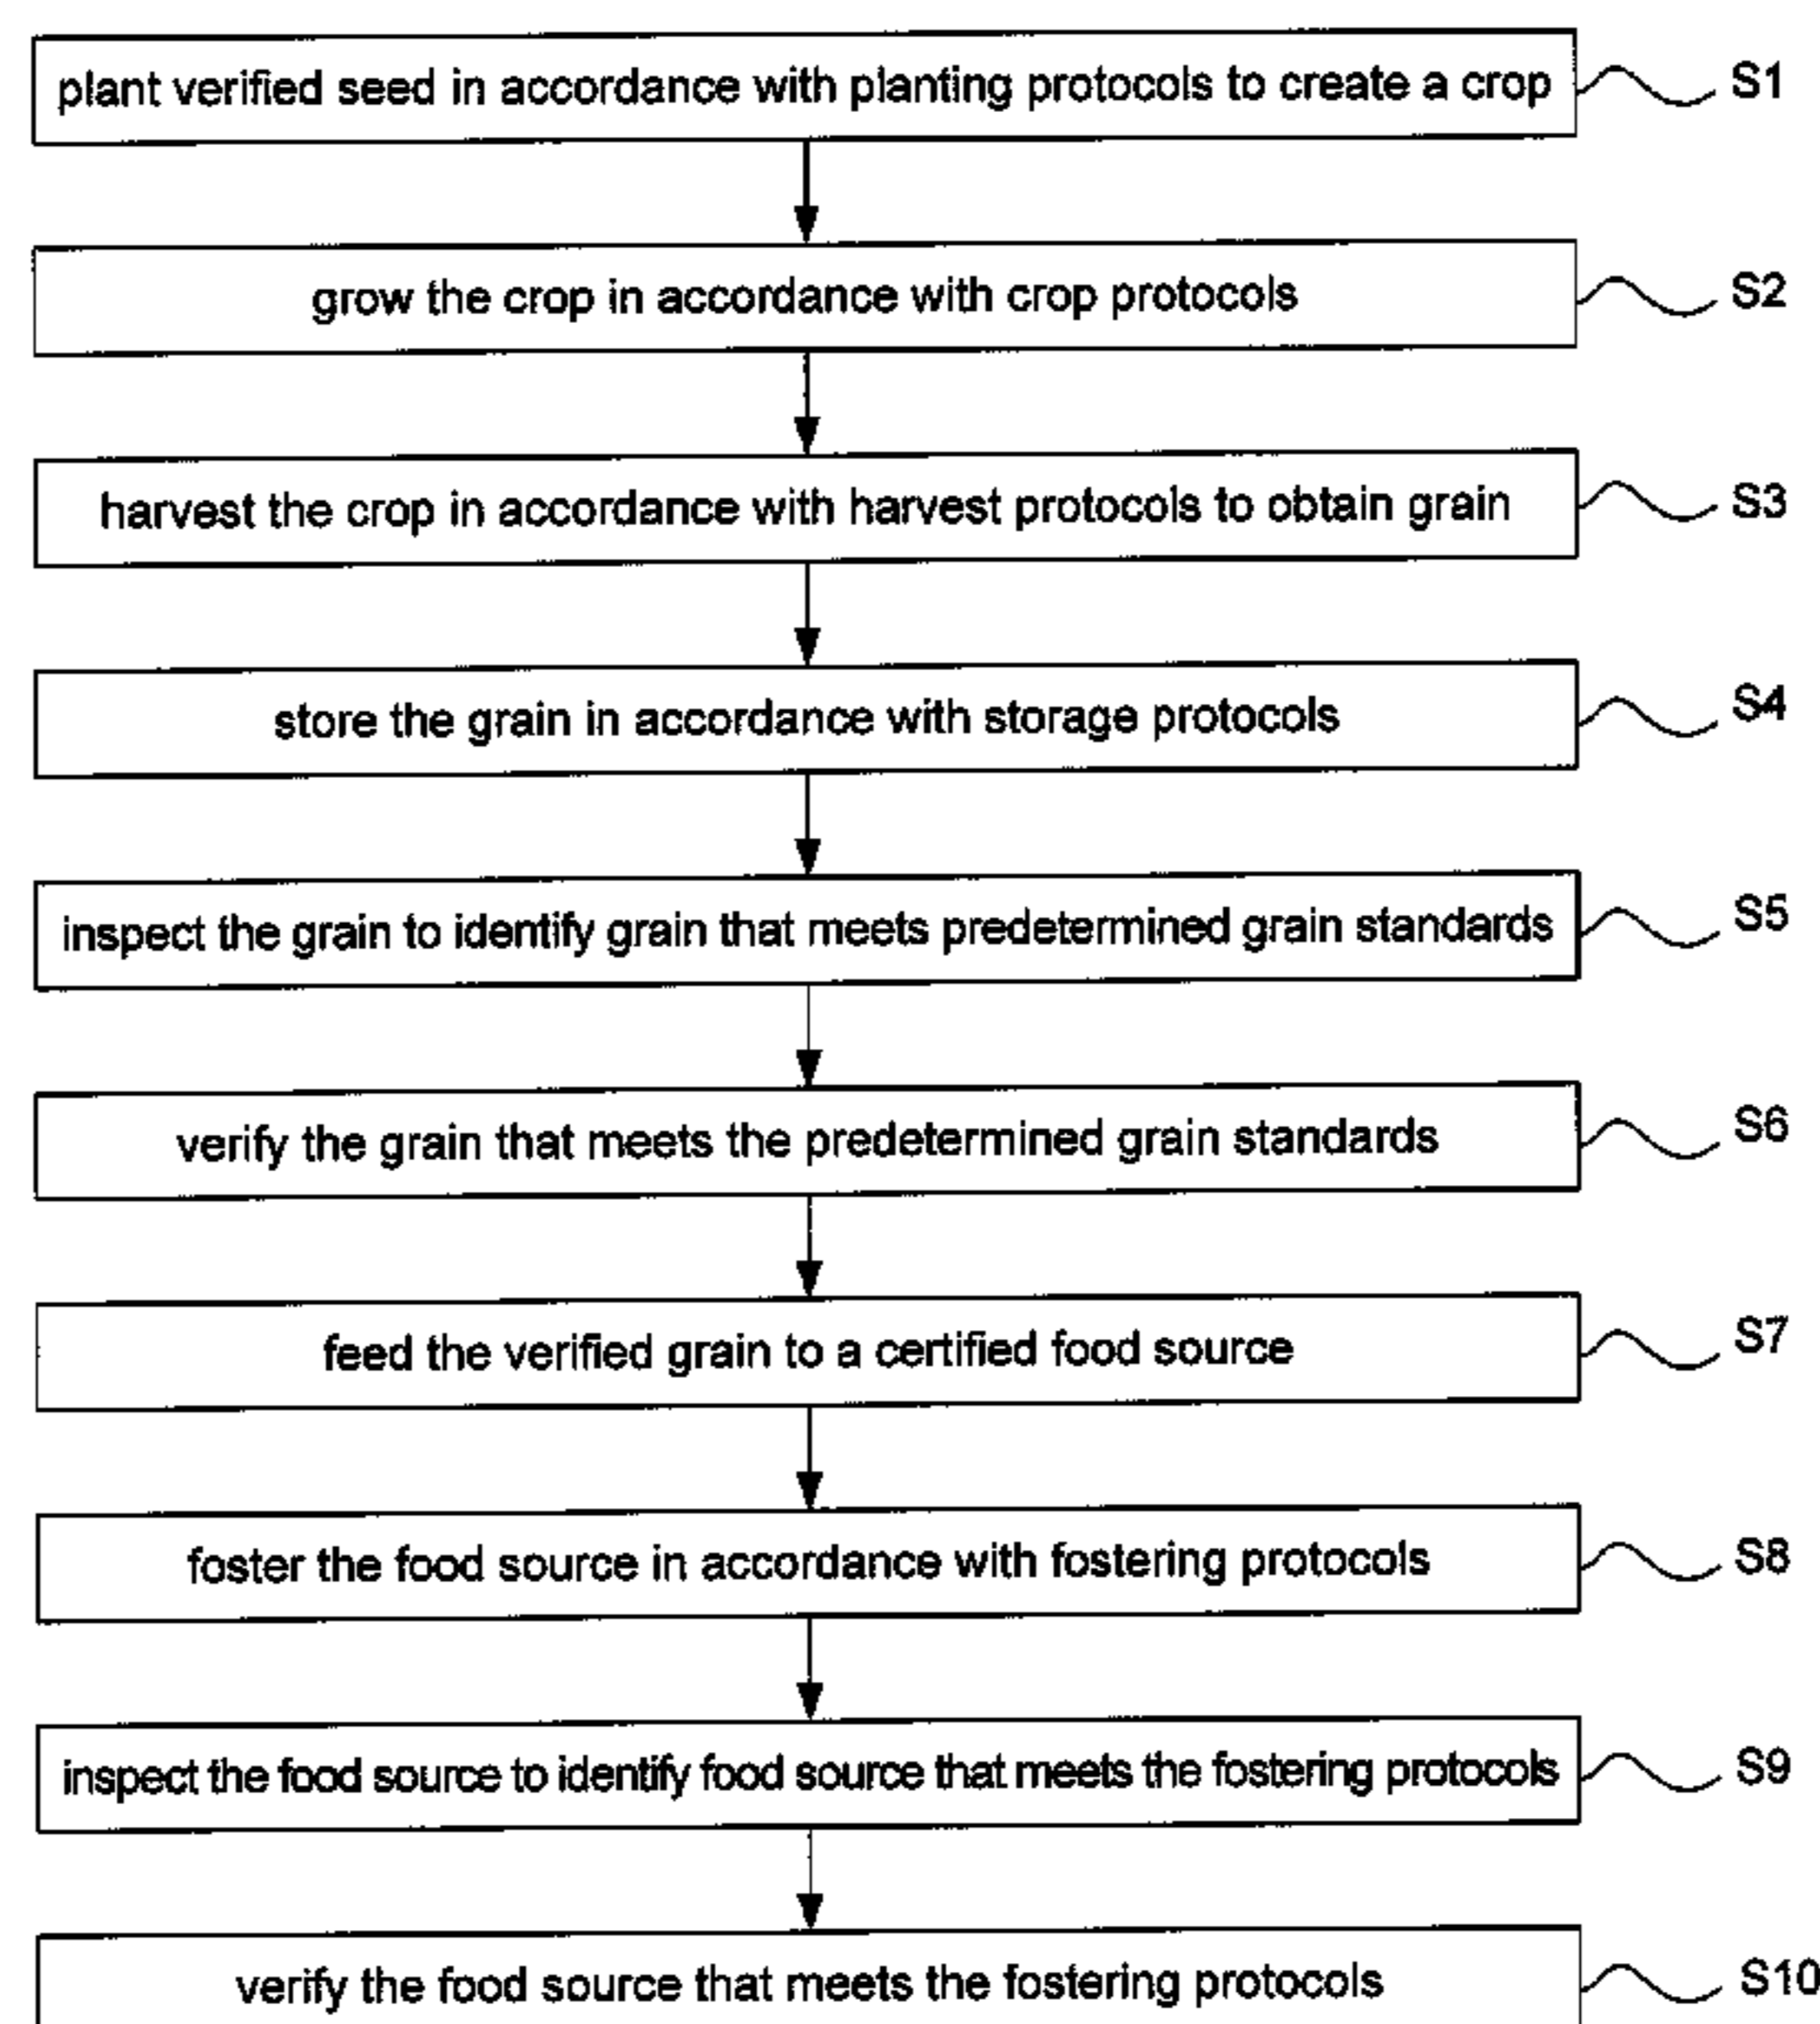 plant verified seed in accordance with planting protocols to create a crop S1
grow the crop in accordance with crop protocols S2
harvest the crop in accordance with harvest protocols to obtain grain S3
store the grain in accordance with storage protocols S4
inspect the grain to identify grain that meets predetermined grain standards S5
verify the grain that meets the predetermined grain standards S6
feed the verified grain to a certified food source S7
foster the food source in accordance with fostering protocols S8
inspect the food source to identify food source that meets the fostering protocols S9
verify the food source that meets the fostering protocols S10